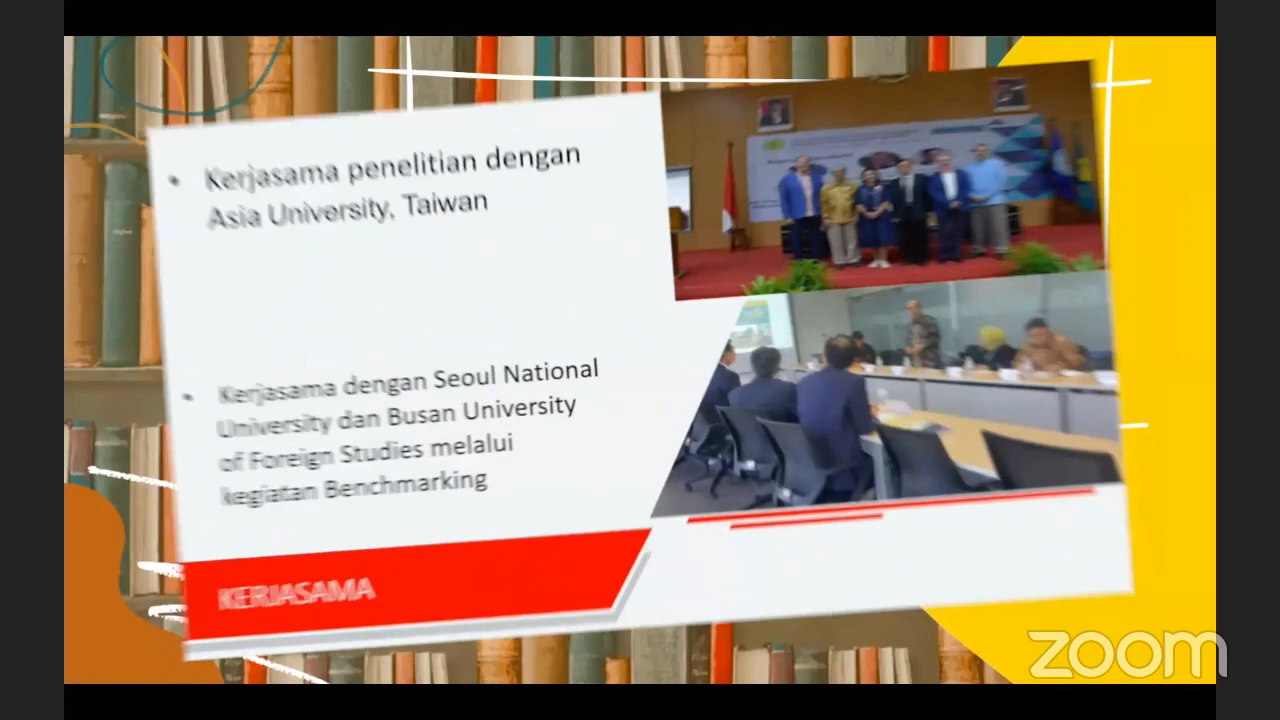 • Kerjasama penelitian dengan
Asia University, Taiwan
• Kerjasama dengan Seoul National
University dan Busan University
of Foreign Studies melalui
kegiatan Benchmarking
KERJASAMA
zoom